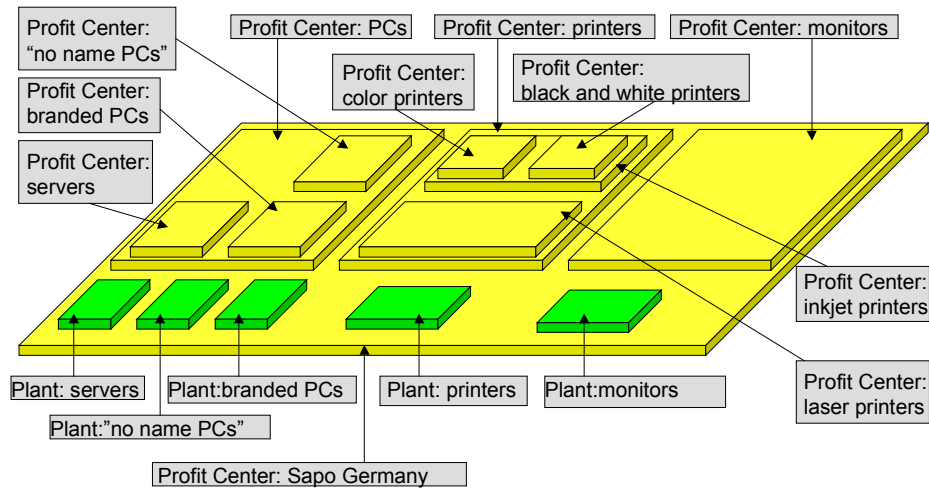 Profit Center:
“no name PCs”
Profit Center: PCs
Profit Center: printers
Profit Center: monitors
Profit Center:
color printers
Profit Center:
black and white printers
Profit Center:
branded PCs
Profit Center:
servers
Profit Center:
inkjet printers
Profit Center:
laser printers
Plant: servers
Plant:branded PCs
Plant: printers
Plant:monitors
Plant:”no name PCs”
Profit Center: Sapo Germany